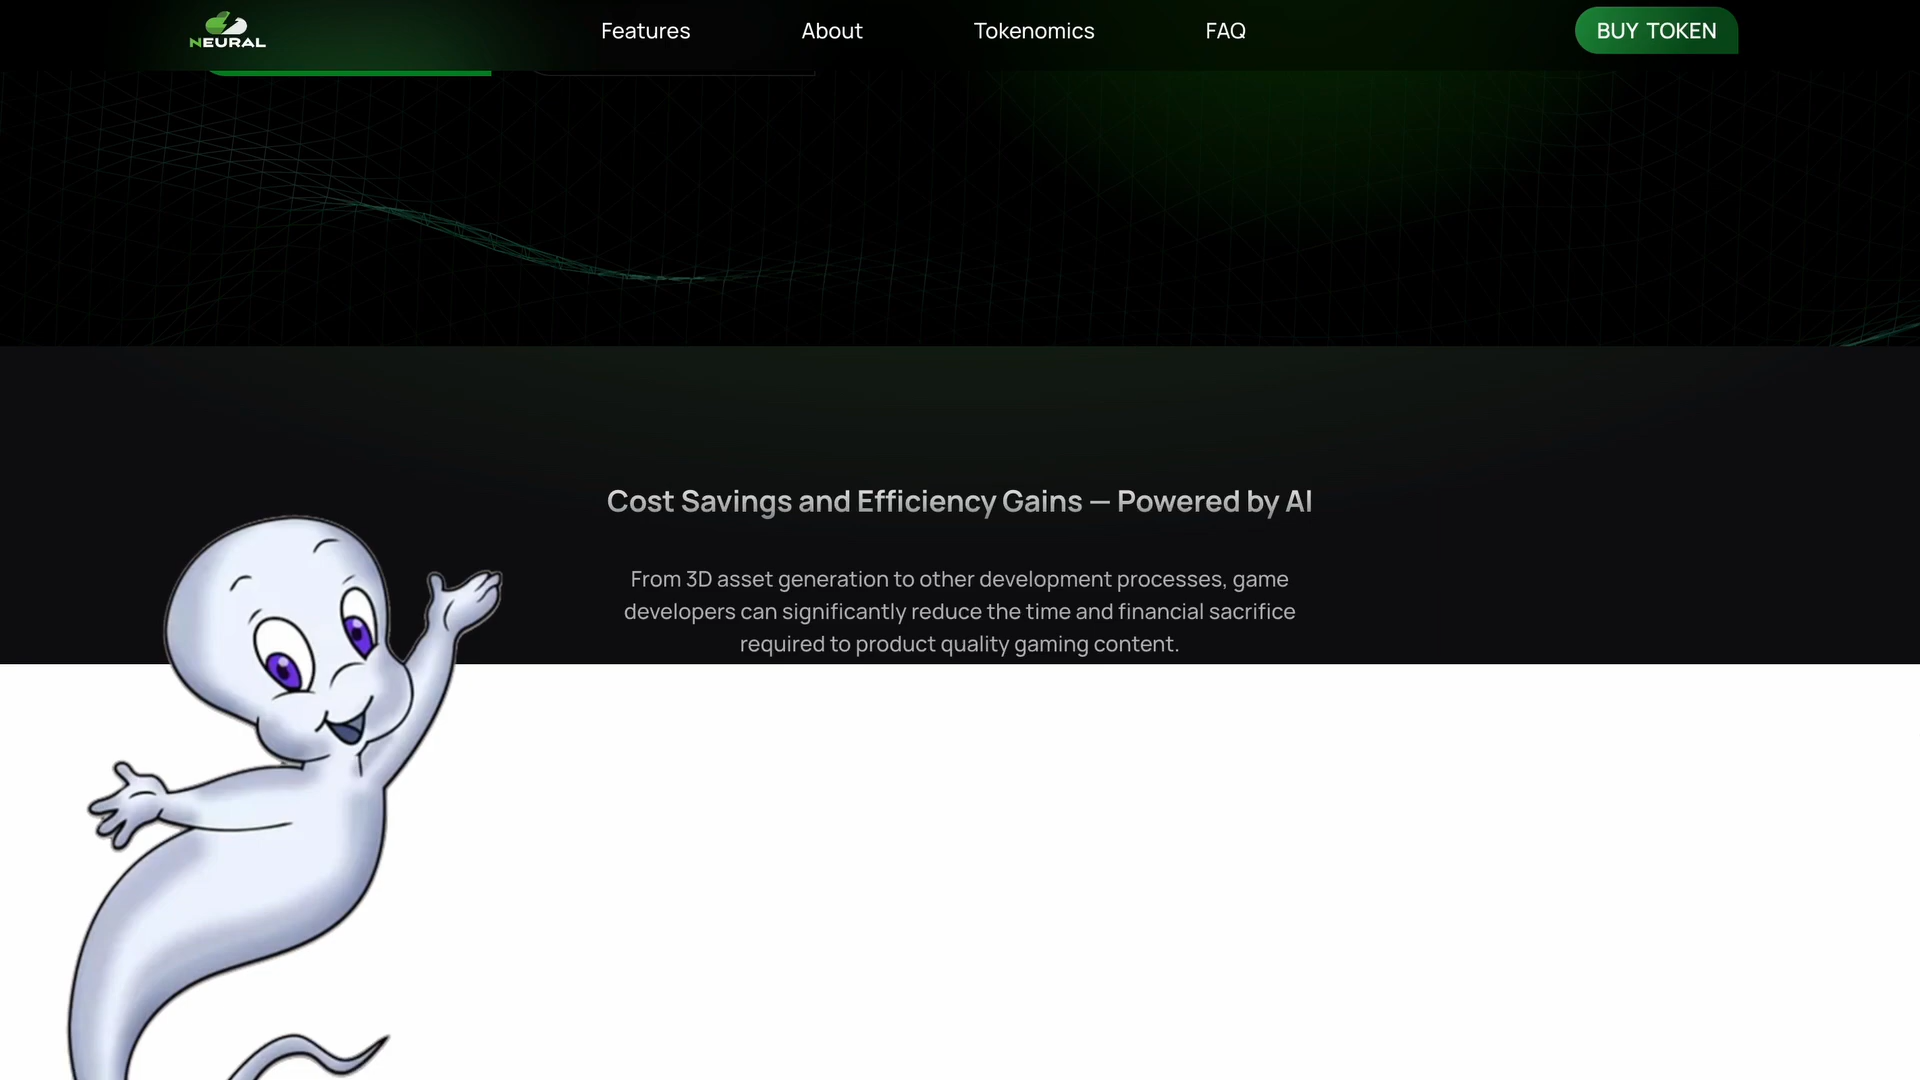 NEURAL
Features
About
Tokenomics
FAQ
BUY TOKEN
Cost Savings and Efficiency Gains — Powered by AI
From 3D asset generation to other development processes, game
developers can significantly reduce the time and financial sacrifice
required to product quality gaming content.